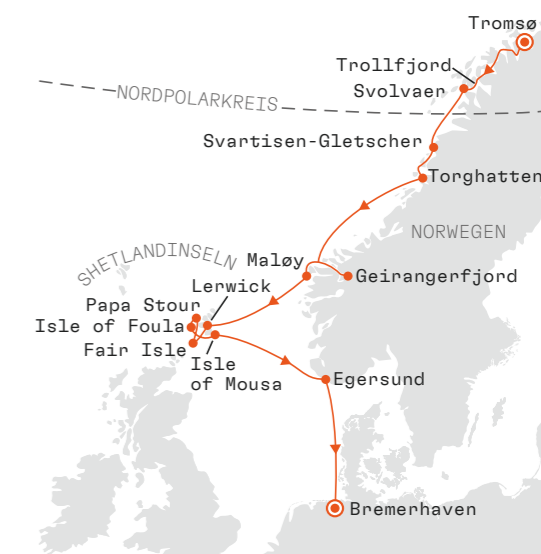 Tromsø
Trollfjord
Svolvaer
NORDPOLARKREIS
Svartisen-Gletscher
Torghatten
NORWEGEN
SHETLANDINSELN
Maløy
Geirangerfjord
Lerwick
Papa Stour
Isle of Foula
Fair Isle
Isle
of Mousa
Egersund
Bremerhaven